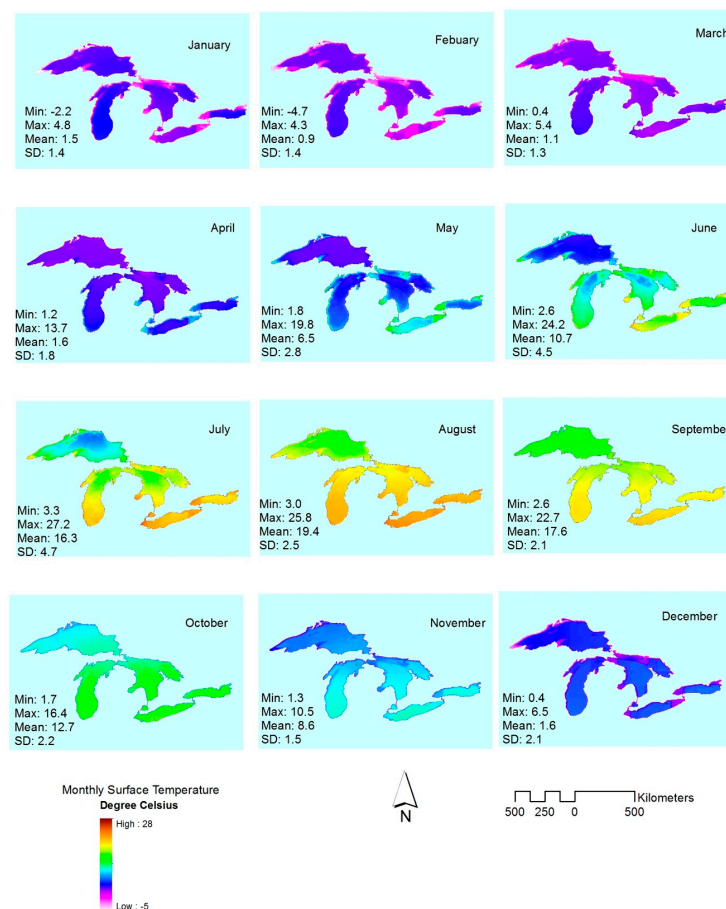 January
Min: -2.2
Max: 4.8
Mean: 1.5
SD: 1.4
Febuary
Min: -4.7
Max: 4.3
Mean: 0.9
SD: 1.4
March
Min: 0.4
Max: 5.4
Mean: 1.1
SD: 1.3
April
Min: 1.2
Max: 13.7
Mean: 1.6
SD: 1.8
May
Min: 1.8
Max: 19.8
Mean: 6.5
SD: 2.8
June
Min: 2.6
Max: 24.2
Mean: 10.7
SD: 4.5
July
Min: 3.3
Max: 27.2
Mean: 16.3
SD: 4.7
August
Min: 3.0
Max: 25.8
Mean: 19.4
SD: 2.5
September
Min: 2.6
Max: 22.7
Mean: 17.6
SD: 2.1
October
Min: 1.7
Max: 16.4
Mean: 12.7
SD: 2.2
November
Min: 1.3
Max: 10.5
Mean: 8.6
SD: 1.5
December
Min: 0.4
Max: 6.5
Mean: 1.6
SD: 2.1
Monthly Surface Temperature
Degree Celsius
High : 28
Low : -5
N
Kilometers
500 250 0 500